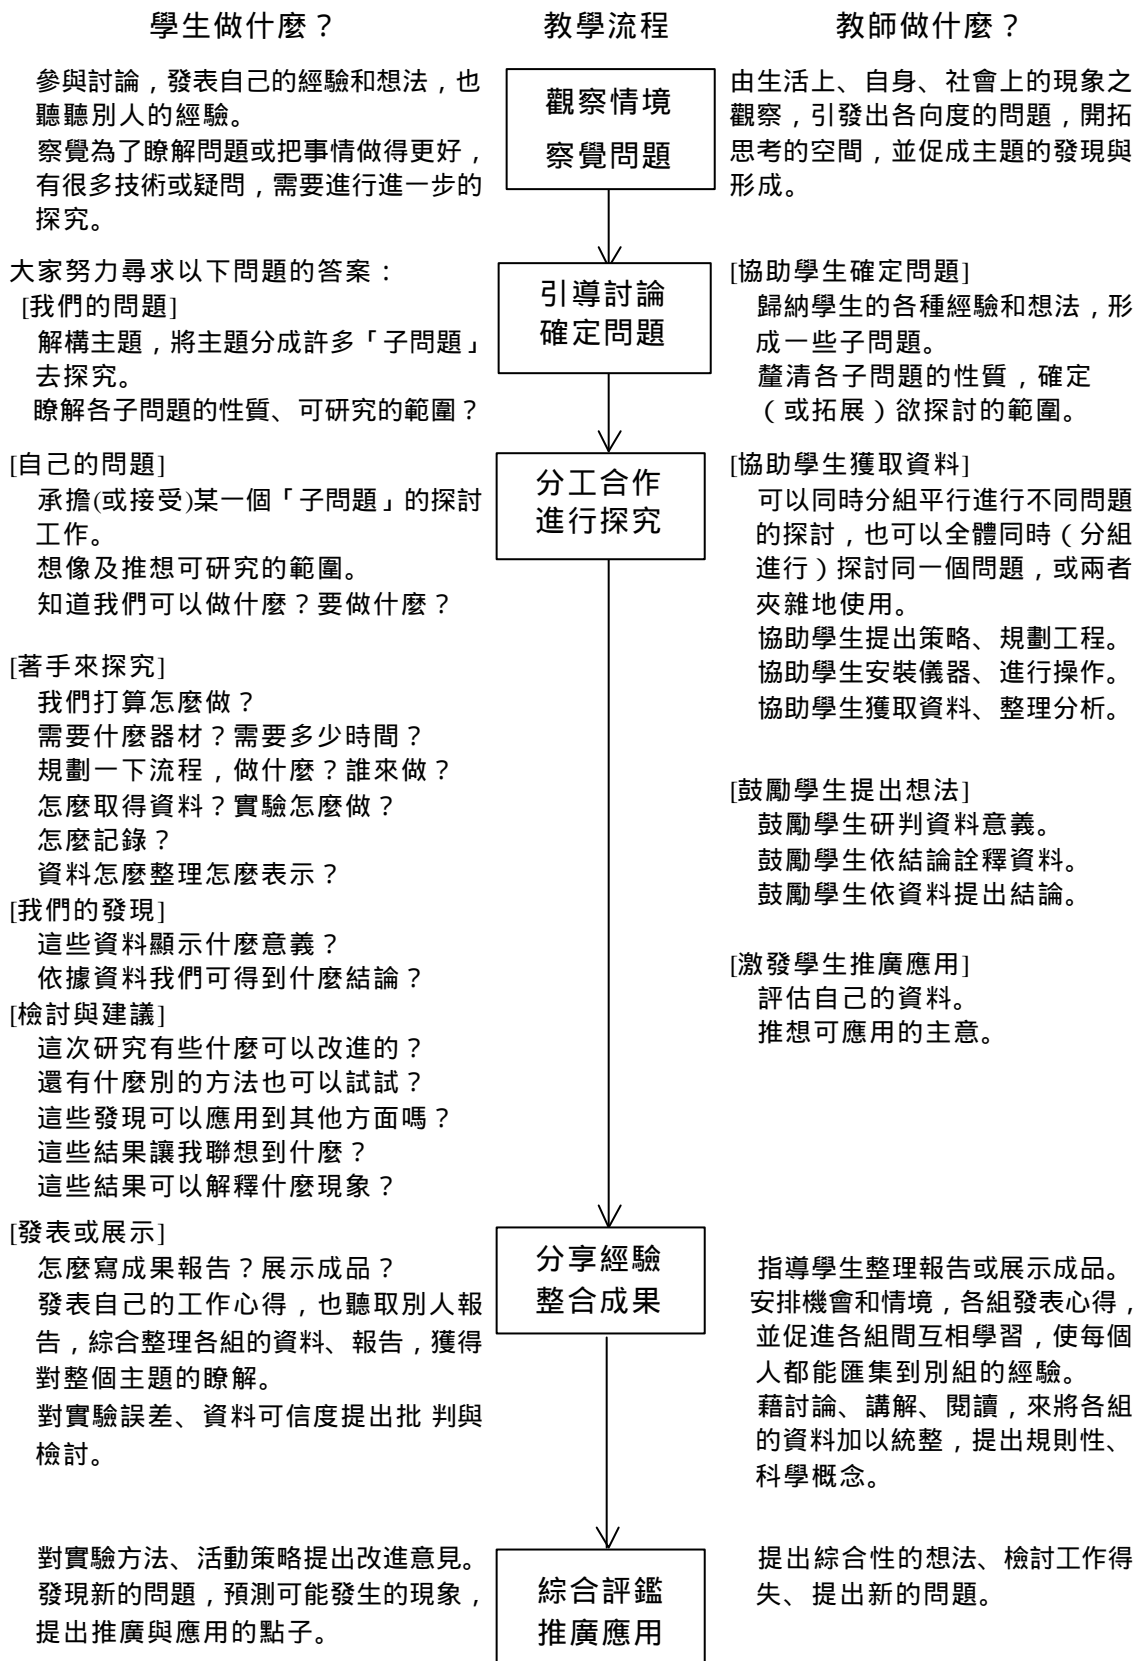 學生做什麼？
教學流程
教師做什麼？
參與討論，發表自己的經驗和想法，也
聽聽別人的經驗。
察覺為了瞭解問題或把事情做得更好，
有很多技術或疑問，需要進行進一步的
探究。
觀察情境
察覺問題
由生活上、自身、社會上的現象之
觀察，引發出各向度的問題，開拓
思考的空間，並促成主題的發現與
形成。
大家努力尋求以下問題的答案：
[我們的問題]
解構主題，將主題分成許多「子問題」
去探究。
瞭解各子問題的性質、可研究的範圍？
引導討論
確定問題
[協助學生確定問題]
歸納學生的各種經驗和想法，形
成一些子問題。
釐清各子問題的性質，確定
（或拓展）欲探討的範圍。
[自己的問題]
承擔(或接受)某一個「子問題」的探討
工作。
想像及推想可研究的範圍。
知道我們可以做什麼？要做什麼？
[著手來探究]
我們打算怎麼做？
需要什麼器材？需要多少時間？
規劃一下流程，做什麼？誰來做？
怎麼取得資料？實驗怎麼做？
怎麼記錄？
資料怎麼整理怎麼表示？
[我們的發現]
這些資料顯示什麼意義？
依據資料我們可得到什麼結論？
[檢討與建議]
這次研究有些什麼可以改進的？
還有什麼別的方法也可以試試？
這些發現可以應用到其他方面嗎？
這些結果讓我聯想到什麼？
這些結果可以解釋什麼現象？
分工合作
進行探究
[協助學生獲取資料]
可以同時分組平行進行不同問題
的探討，也可以全體同時（分組
進行）探討同一個問題，或兩者
夾雜地使用。
協助學生提出策略、規劃工程。
協助學生安裝儀器、進行操作。
協助學生獲取資料、整理分析。
[鼓勵學生提出想法]
鼓勵學生研判資料意義。
鼓勵學生依結論詮釋資料。
鼓勵學生依資料提出結論。
[激發學生推廣應用]
評估自己的資料。
推想可應用的主意。
[發表或展示]
怎麼寫成果報告？展示成品？
發表自己的工作心得，也聽取別人報
告，綜合整理各組的資料、報告，獲得
對整個主題的瞭解。
對實驗誤差、資料可信度提出批 判與
檢討。
分享經驗
整合成果
指導學生整理報告或展示成品。
安排機會和情境，各組發表心得，
並促進各組間互相學習，使每個
人都能匯集到別組的經驗。
藉討論、講解、閱讀，來將各組
的資料加以統整，提出規則性、
科學概念。
對實驗方法、活動策略提出改進意見。
發現新的問題，預測可能發生的現象，
提出推廣與應用的點子。
綜合評鑑
推廣應用
提出綜合性的想法、檢討工作得
失、提出新的問題。